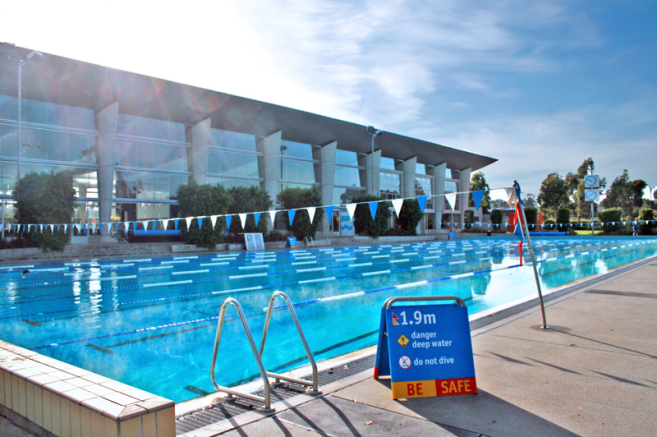 1.9m
danger
deep water
do not dive
BE SAFE